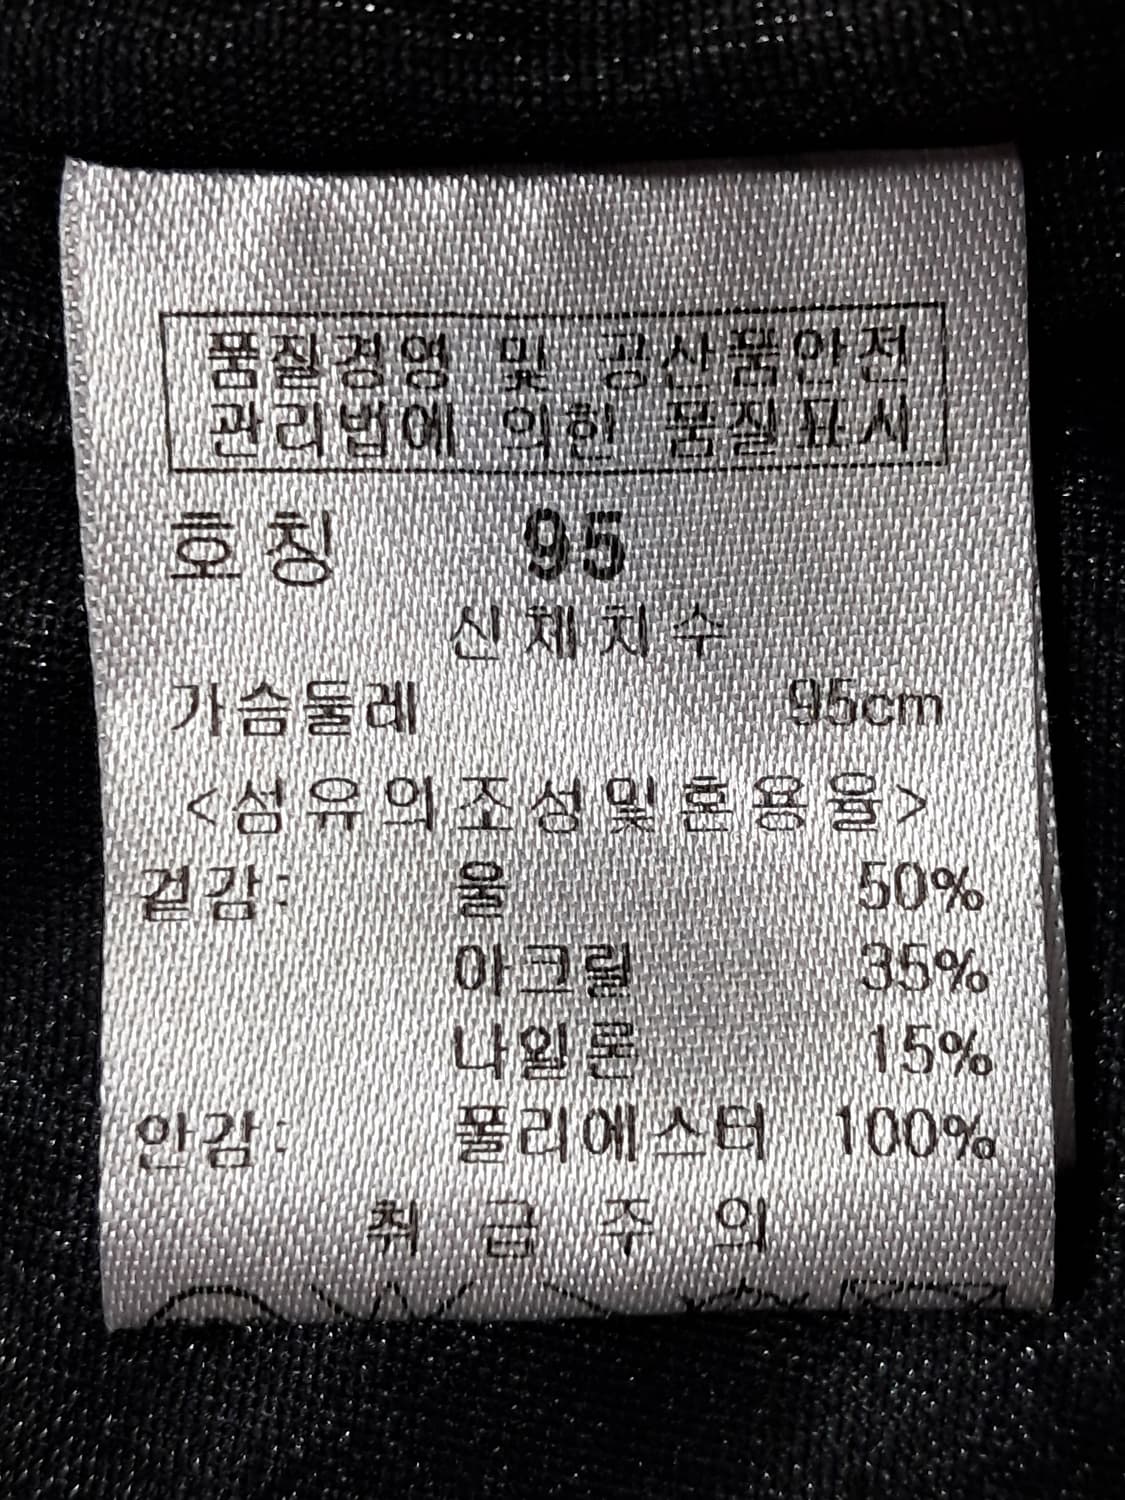 품질경영 및 공산품안전
관리법에 의한 품질표시
호칭 95
신체치수
가슴둘레 95cm
<섬유의조성및혼용율>
겉감: 울 50%
아크릴 35%
나일론 15%
안감: 폴리에스터 100%
취급주의